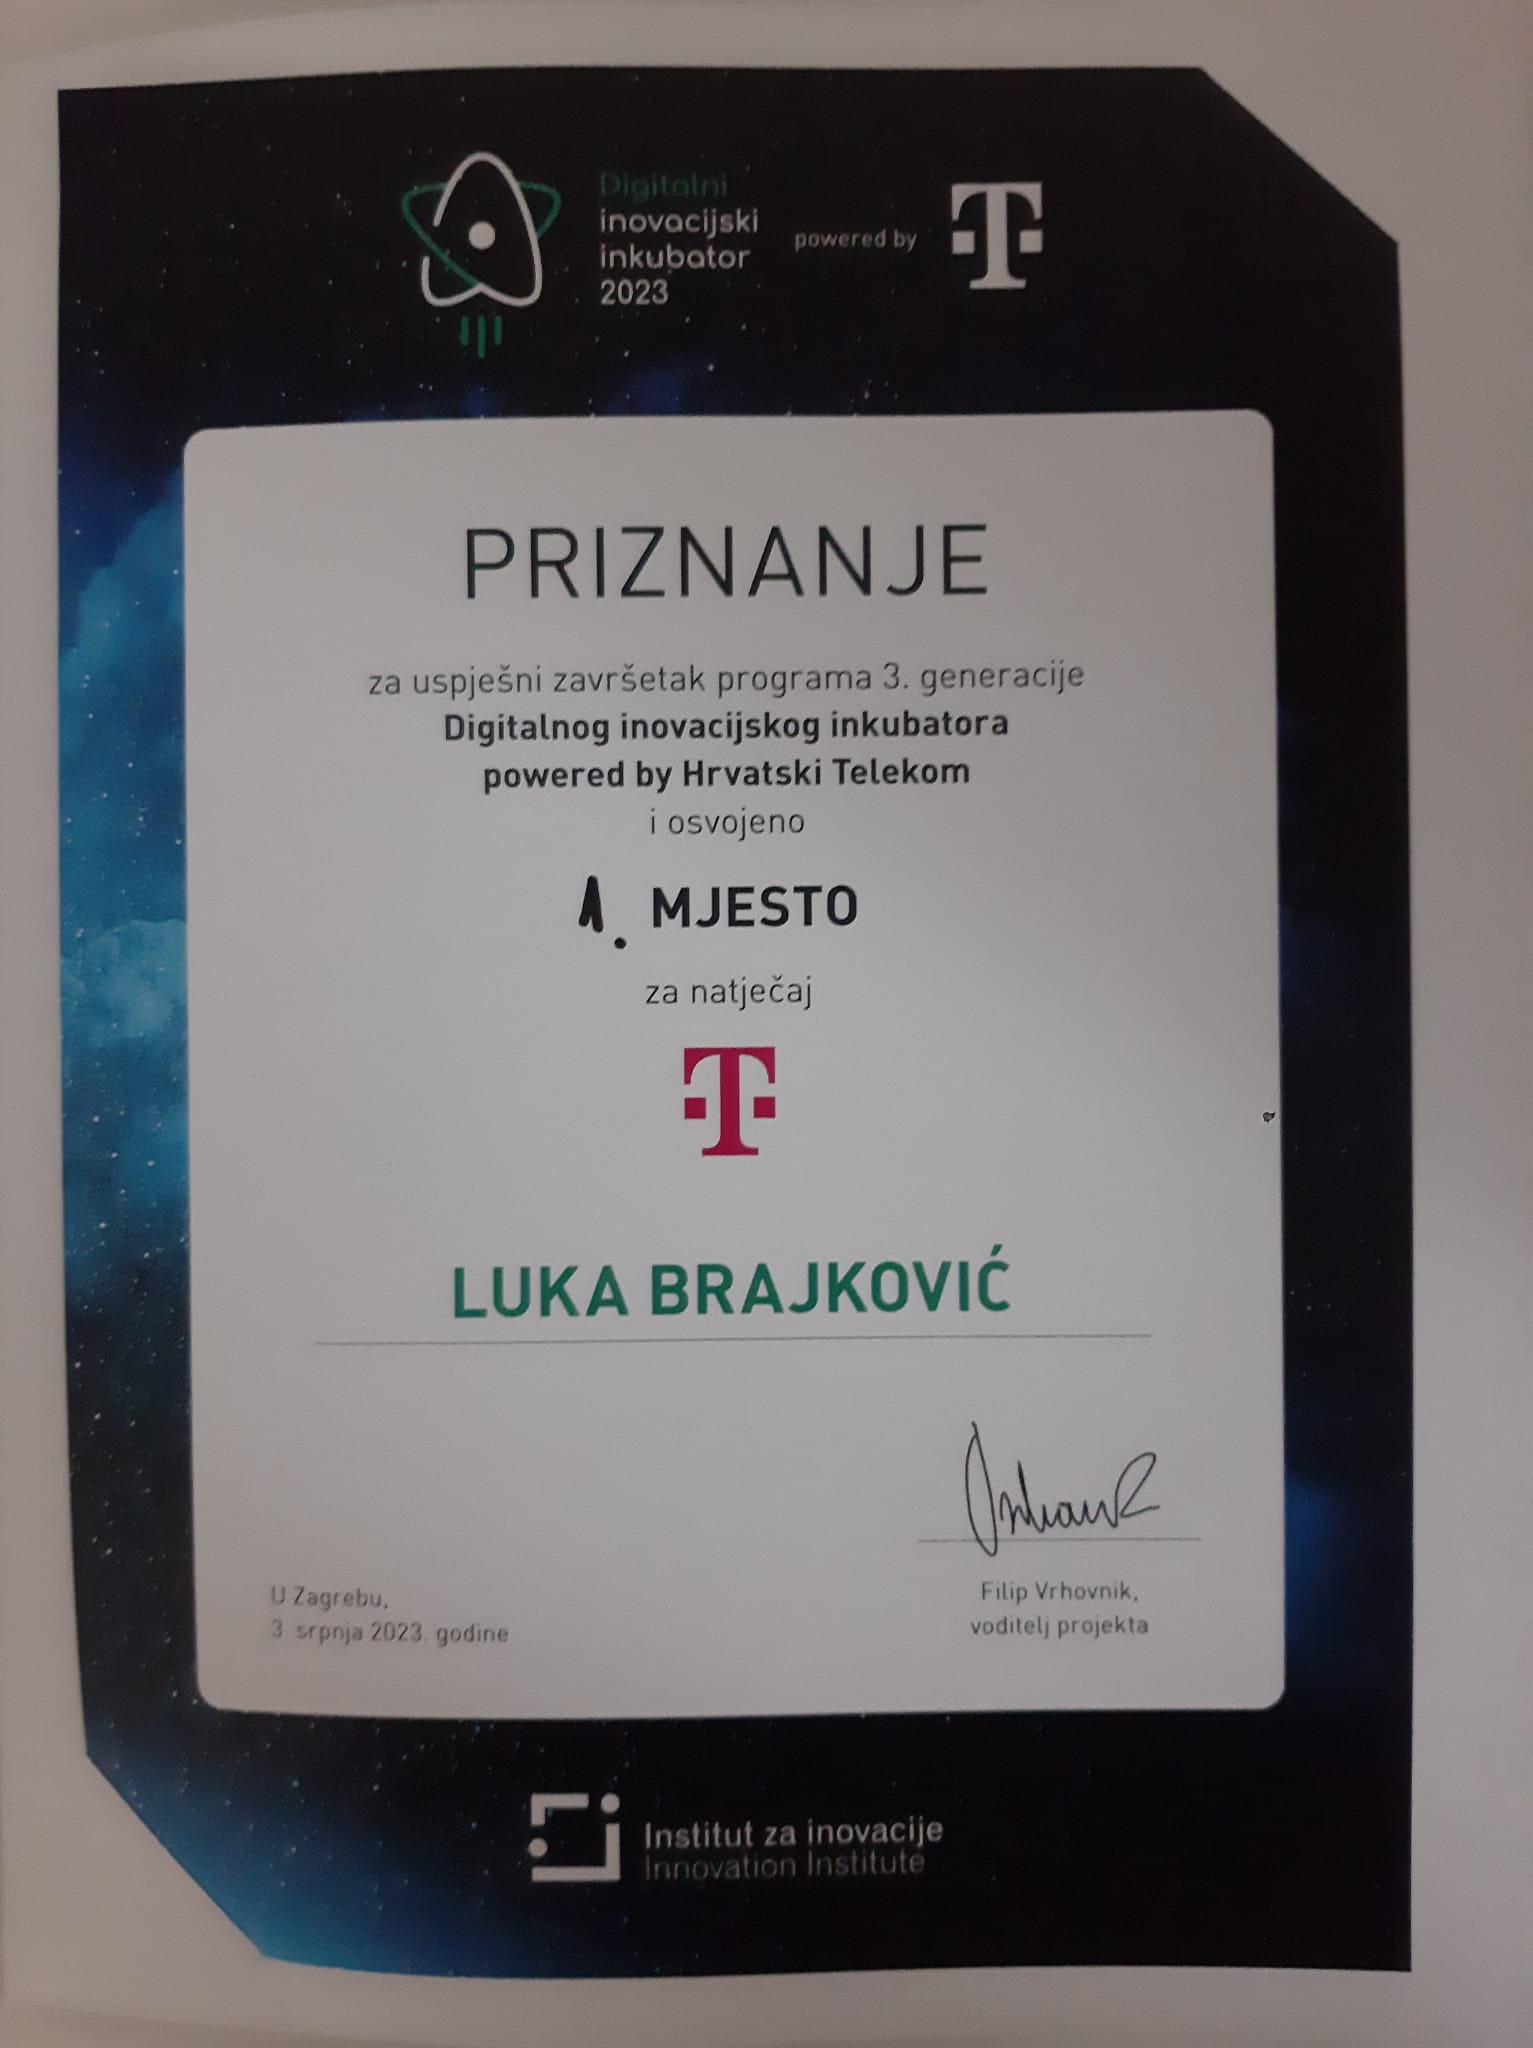 Digitalni
inovacijski
inkubator
2023
powered by
T
PRIZNANJE
za uspješni završetak programa 3. generacije
Digitalnog inovacijskog inkubatora
powered by Hrvatski Telekom
i osvojeno
1. MJESTO
za natječaj
T
LUKA BRAJKOVIĆ
U Zagrebu,
3. srpnja 2023. godine
Filip Vrhovnik,
voditelj projekta
Institut za inovacije
Innovation Institute